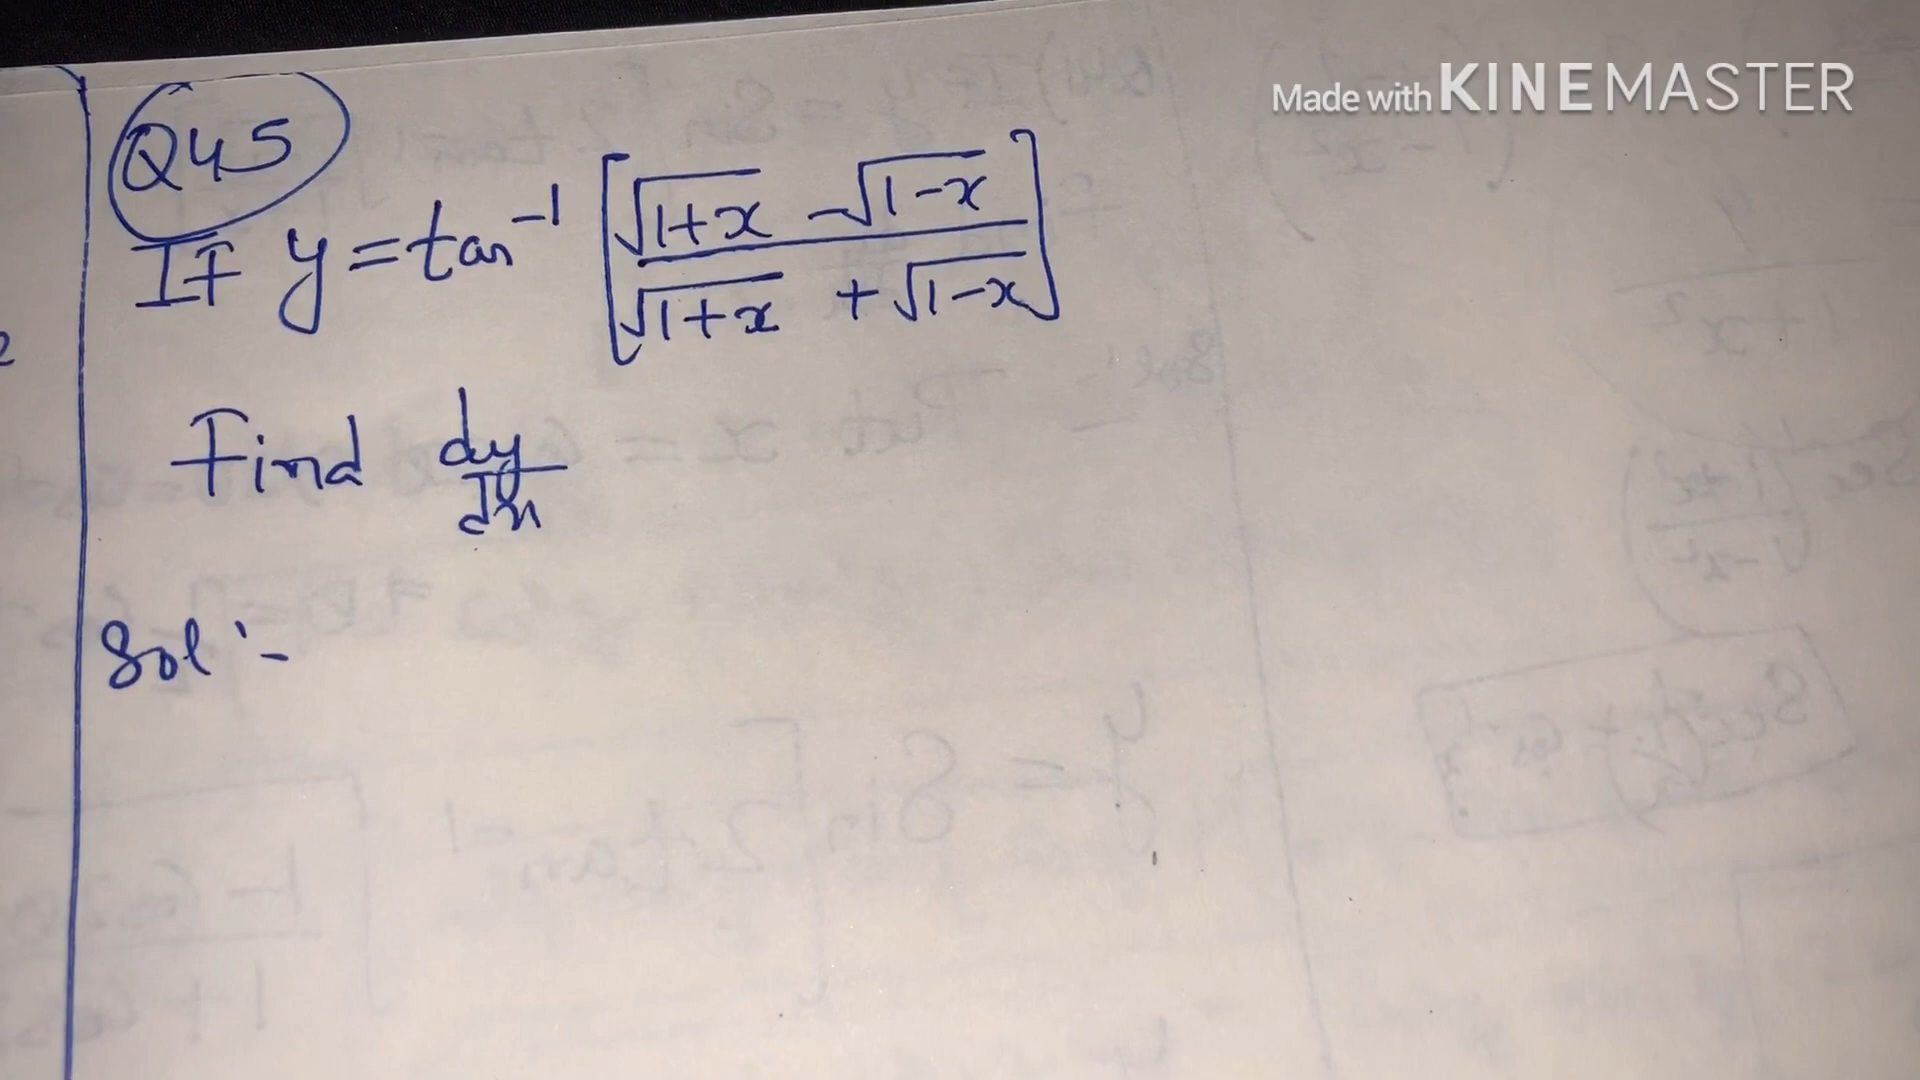 Made with KINEMASTER
Q45
If y = tan⁻¹ [ (√1+x - √1-x) / (√1+x + √1-x) ]
Find dy/dx
Sol :-